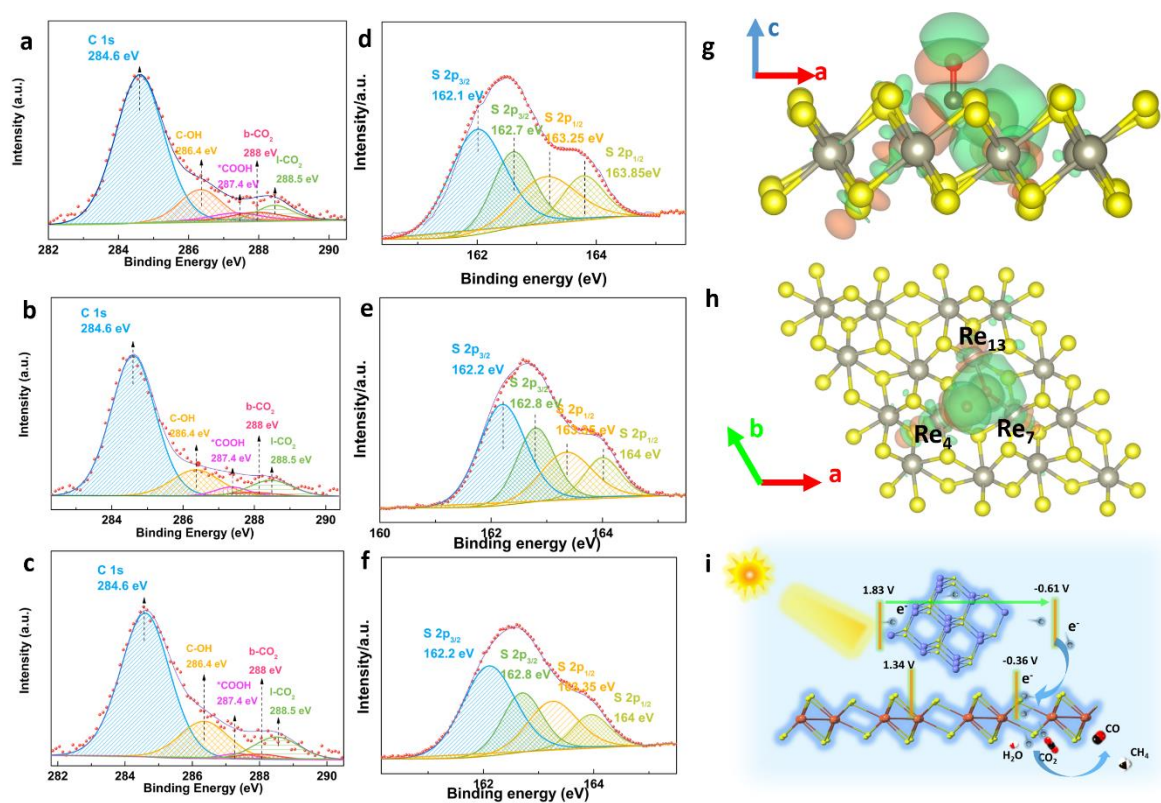 a
C 1s
284.6 eV
C-OH
286.4 eV
*COOH
287.4 eV
b-CO2
288 eV
l-CO2
288.5 eV
Intensity (a.u.)
282 284 286 288 290
Binding Energy (eV)
d
S 2p3/2
162.1 eV
S 2p3/2
162.7 eV
S 2p1/2
163.25 eV
S 2p1/2
163.85eV
Intensity/a.u.
162 164
Binding energy (eV)
g
c
a
b
C 1s
284.6 eV
C-OH
286.4 eV
*COOH
287.4 eV
b-CO2
288 eV
l-CO2
288.5 eV
Intensity (a.u.)
284 286 288 290
Binding Energy (eV)
e
S 2p3/2
162.2 eV
S 2p3/2
162.8 eV
S 2p1/2
S 2p1/2
164 eV
Intensity/a.u.
160 162 164
Binding energy (eV)
h
Re13
Re4
Re7
b
a
c
C 1s
284.6 eV
C-OH
286.4 eV
*COOH
287.4 eV
b-CO2
288 eV
l-CO2
288.5 eV
Intensity (a.u.)
282 284 286 288 290
Binding Energy (eV)
f
S 2p3/2
162.2 eV
S 2p3/2
162.8 eV
S 2p1/2
163.35 eV
S 2p1/2
164 eV
Intensity/a.u.
162 164
Binding energy (eV)
i
1.83 V
e-
-0.61 V
e-
1.34 V
-0.36 V
e-
H2O
CO2
CO
CH4